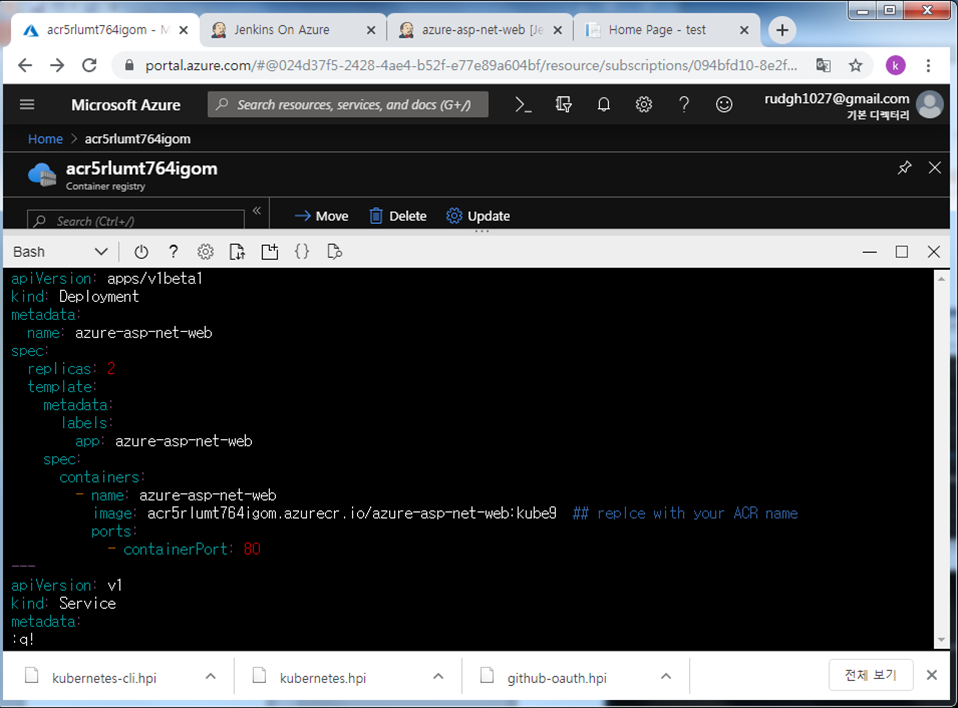 acr5rlumt764igom - M
Jenkins On Azure
azure-asp-net-web [Je
Home Page - test
portal.azure.com/#@024d37f5-2428-4ae4-b52f-e77e89a604bf/resource/subscriptions/094bfd10-8e2f...
k
Microsoft Azure
Search resources, services, and docs (G+/)
rudgh1027@gmail.com
기본 디렉터리
Home > acr5rlumt764igom
acr5rlumt764igom
Container registry
Search (Ctrl+/)
«
Move
Delete
Update
Bash
apiVersion: apps/v1beta1
kind: Deployment
metadata:
  name: azure-asp-net-web
spec:
  replicas: 2
  template:
    metadata:
      labels:
        app: azure-asp-net-web
    spec:
      containers:
        - name: azure-asp-net-web
          image: acr5rlumt764igom.azurecr.io/azure-asp-net-web:kube9  ## replce with your ACR name
          ports:
            - containerPort: 80
---
apiVersion: v1
kind: Service
metadata:
:q!
kubernetes-cli.hpi
kubernetes.hpi
github-oauth.hpi
전체 보기